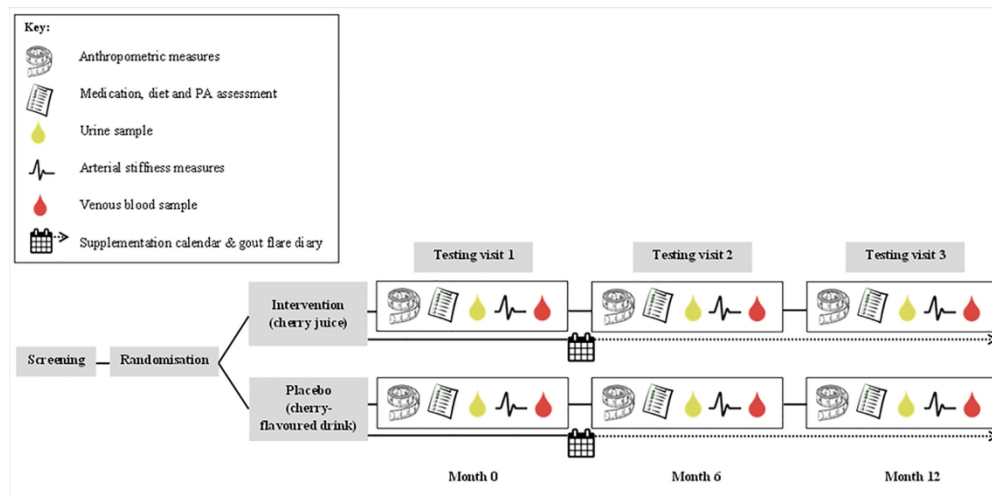 Key:
Anthropometric measures
Medication, diet and PA assessment
Urine sample
Arterial stiffness measures
Venous blood sample
Supplementation calendar & gout flare diary
Testing visit 1
Testing visit 2
Testing visit 3
Intervention
(cherry juice)
Screening
Randomisation
Placebo
(cherry-
flavoured drink)
Month 0
Month 6
Month 12